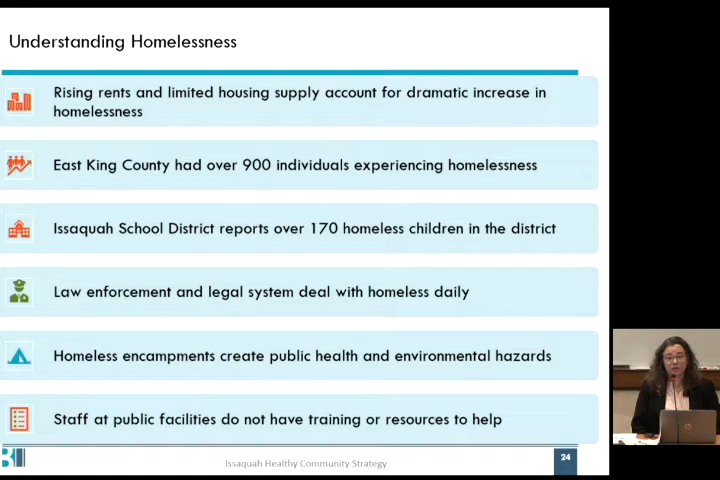 Understanding Homelessness
Rising rents and limited housing supply account for dramatic increase in
homelessness
East King County had over 900 individuals experiencing homelessness
Issaquah School District reports over 170 homeless children in the district
Law enforcement and legal system deal with homeless daily
Homeless encampments create public health and environmental hazards
Staff at public facilities do not have training or resources to help
Issaquah Healthy Community Strategy
24